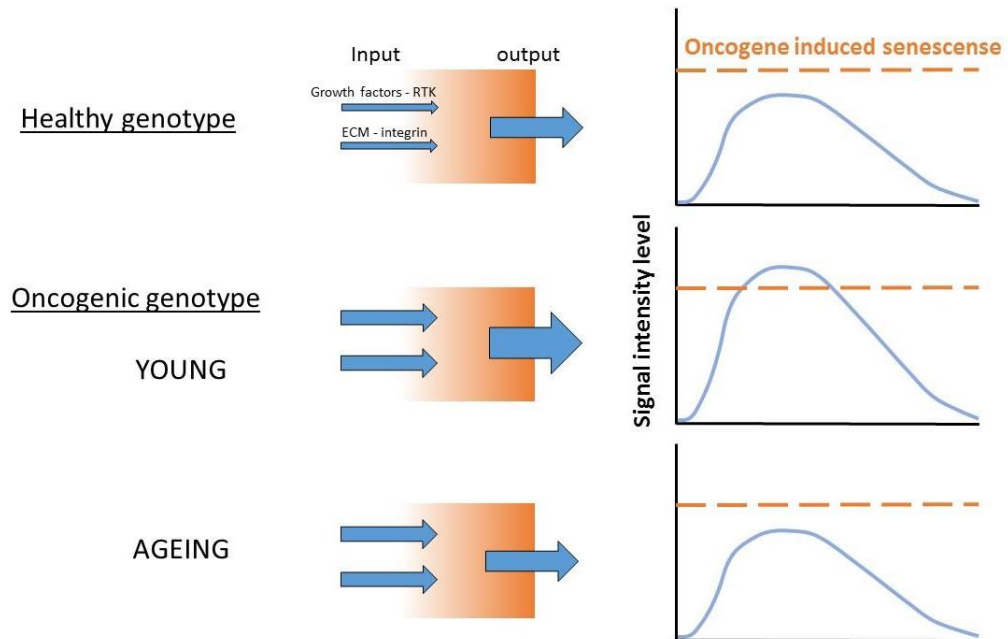 Input
output
Oncogene induced senescense
Growth factors - RTK
Healthy genotype
ECM - integrin
Signal intensity level
Oncogenic genotype
YOUNG
AGEING